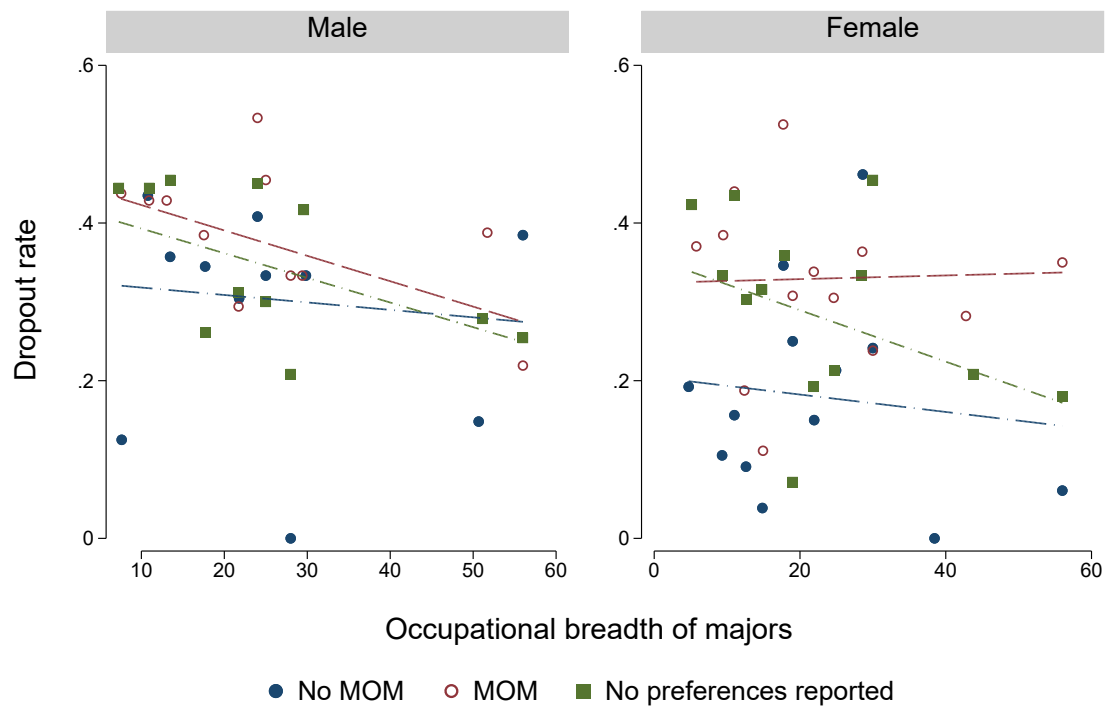 Male
Female
Dropout rate
.6
.4
.2
0
10 20 30 40 50 60
.6
.4
.2
0
0 20 40 60
Occupational breadth of majors
No MOM MOM No preferences reported